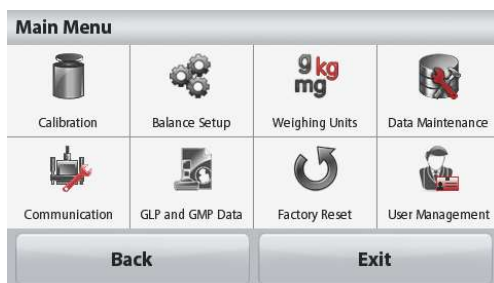 Main Menu
g kg
mg
Calibration Balance Setup Weighing Units Data Maintenance
Communication GLP and GMP Data Factory Reset User Management
Back Exit